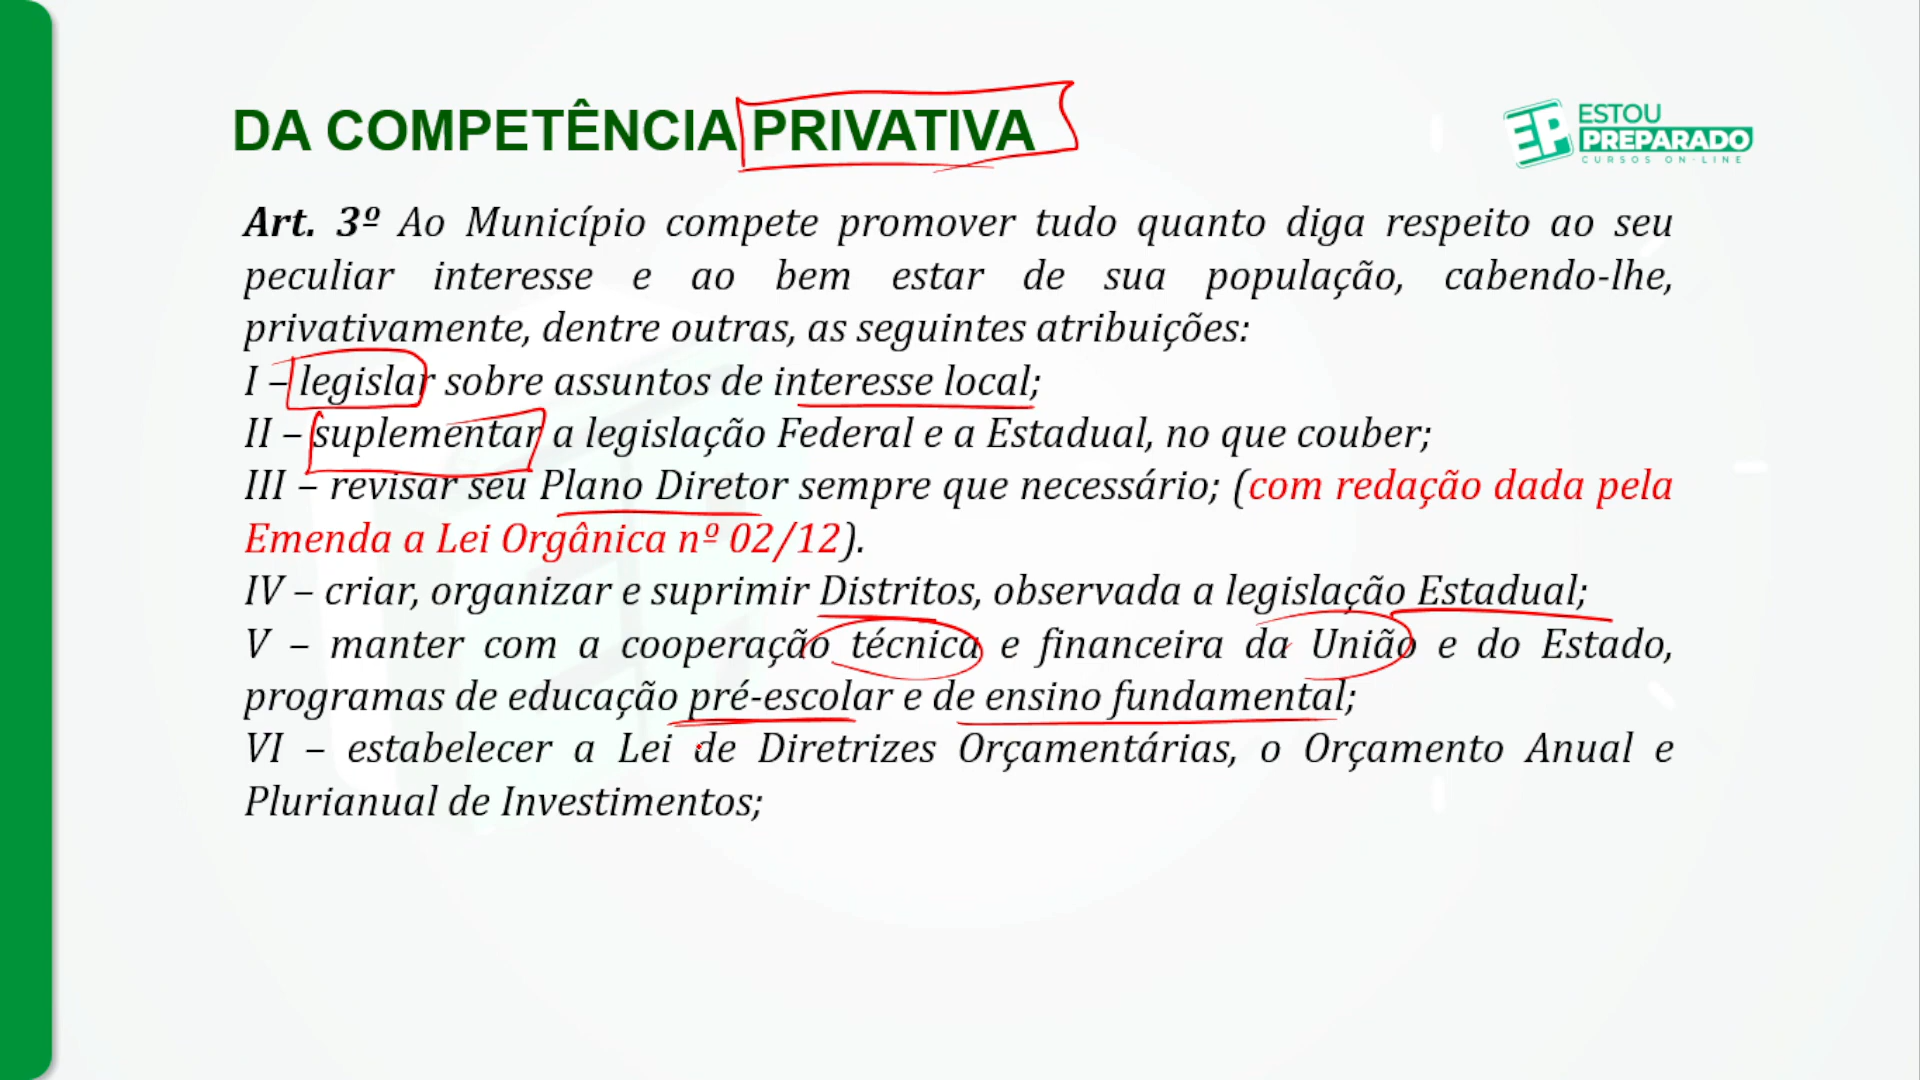 DA COMPETÊNCIA PRIVATIVA
ESTOU
PREPARADO
CURSOS ON-LINE
EP
Art. 3º Ao Município compete promover tudo quanto diga respeito ao seu
peculiar interesse e ao bem estar de sua população, cabendo-lhe,
privativamente, dentre outras, as seguintes atribuições:
I – legislar sobre assuntos de interesse local;
II – suplementar a legislação Federal e a Estadual, no que couber;
III – revisar seu Plano Diretor sempre que necessário; (com redação dada pela
Emenda a Lei Orgânica nº 02/12).
IV – criar, organizar e suprimir Distritos, observada a legislação Estadual;
V – manter com a cooperação técnica e financeira da União e do Estado,
programas de educação pré-escolar e de ensino fundamental;
VI – estabelecer a Lei de Diretrizes Orçamentárias, o Orçamento Anual e
Plurianual de Investimentos;